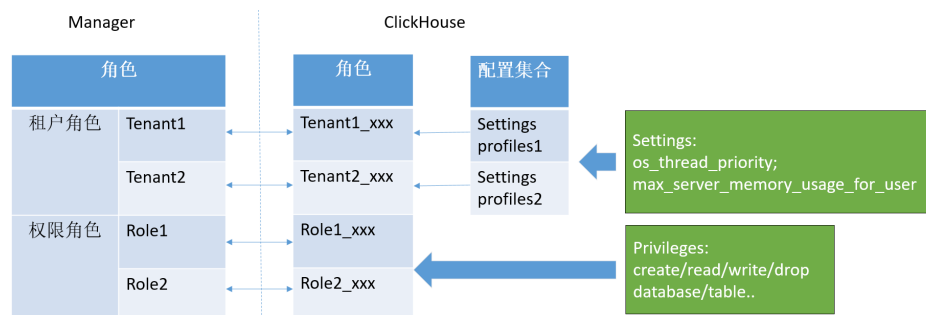 Manager
ClickHouse
角色
角色
配置集合
租户角色
Tenant1
Tenant1_xxx
Settings
profiles1
Tenant2
Tenant2_xxx
Settings
profiles2
权限角色
Role1
Role1_xxx
Role2
Role2_xxx
Settings:
os_thread_priority;
max_server_memory_usage_for_user
Privileges:
create/read/write/drop
database/table..